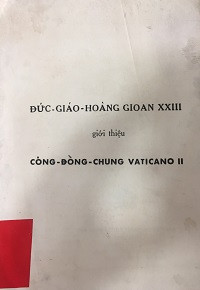 ĐỨC-GIÁO-HOÀNG GIOAN XXIII
giới thiệu
CÔNG-ĐỒNG-CHUNG VATICANO II